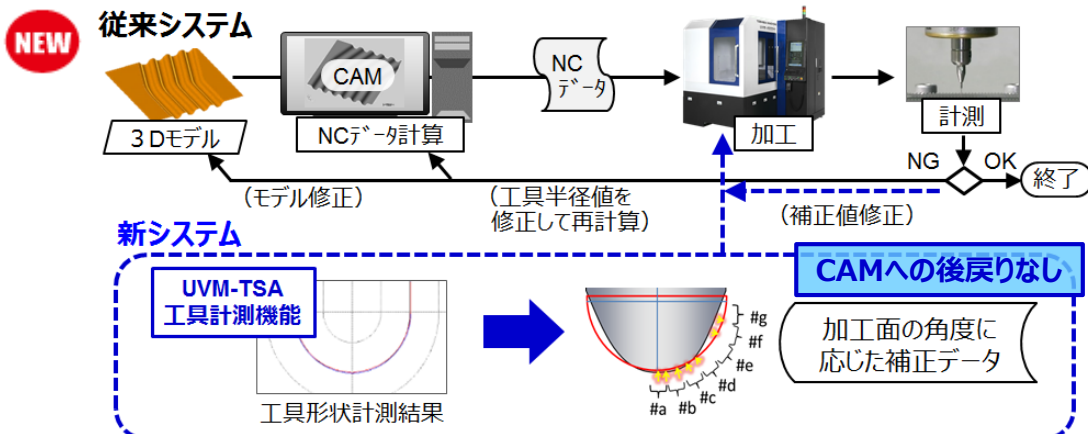 NEW
従来システム
CAM
NC
ﾃﾞｰﾀ
３Dモデル
NCﾃﾞｰﾀ計算
加工
計測
NG
OK
終了
（モデル修正）
（工具半径値を
修正して再計算）
（補正値修正）
新システム
CAMへの後戻りなし
UVM-TSA
工具計測機能
工具形状計測結果
#g
#f
#e
#d
#c
#b
#a
加工面の角度に
応じた補正データ